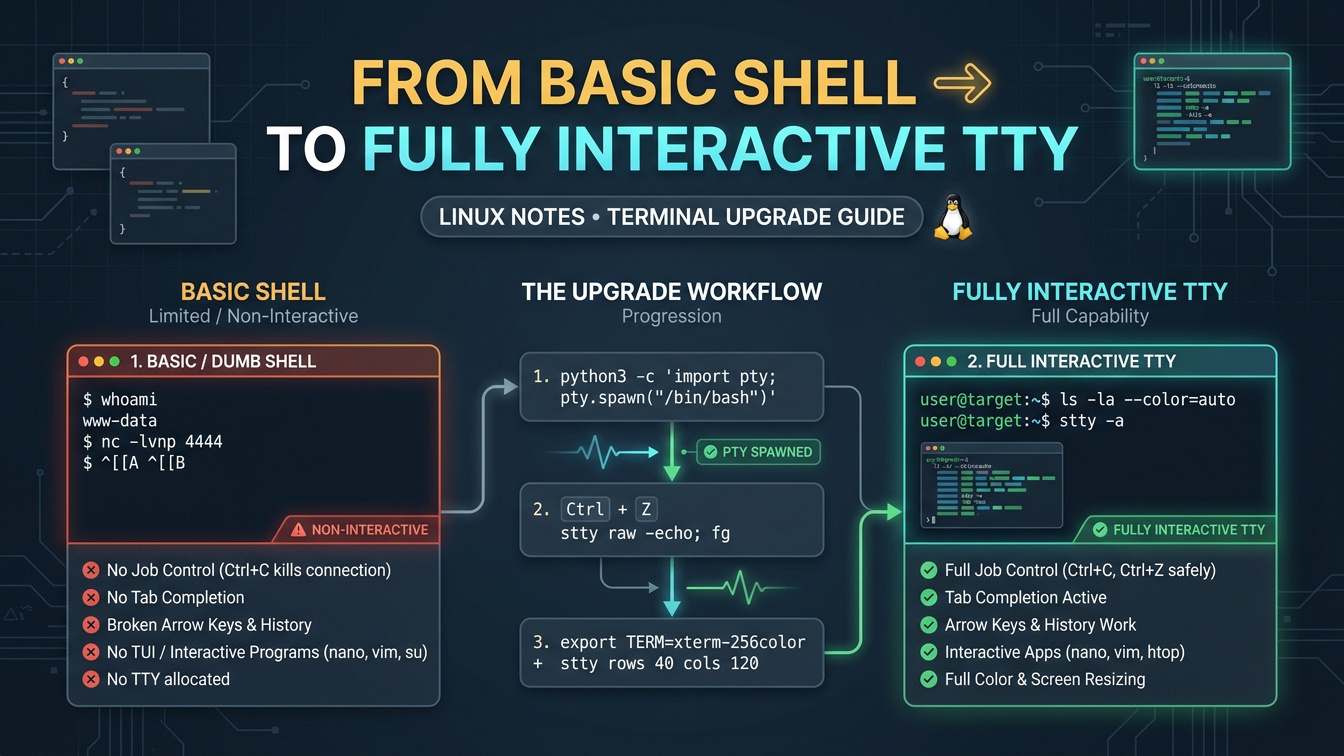 FROM BASIC SHELL →
TO FULLY INTERACTIVE TTY
LINUX NOTES • TERMINAL UPGRADE GUIDE
{
}
{
}
BASIC SHELL
Limited / Non-Interactive
1. BASIC / DUMB SHELL
$ whoami
www-data
$ nc -lvnp 4444
$ ^[[A ^[[B
NON-INTERACTIVE
No Job Control (Ctrl+C kills connection)
No Tab Completion
Broken Arrow Keys & History
No TUI / Interactive Programs (nano, vim, su)
No TTY allocated
THE UPGRADE WORKFLOW
Progression
1. python3 -c 'import pty;
pty.spawn("/bin/bash")'
PTY SPAWNED
2. Ctrl + Z
stty raw -echo; fg
3. export TERM=xterm-256color
+ stty rows 40 cols 120
FULLY INTERACTIVE TTY
Full Capability
2. FULL INTERACTIVE TTY
user@target:~$ ls -la --color=auto
user@target:~$ stty -a
FULLY INTERACTIVE TTY
Full Job Control (Ctrl+C, Ctrl+Z safely)
Tab Completion Active
Arrow Keys & History Work
Interactive Apps (nano, vim, htop)
Full Color & Screen Resizing